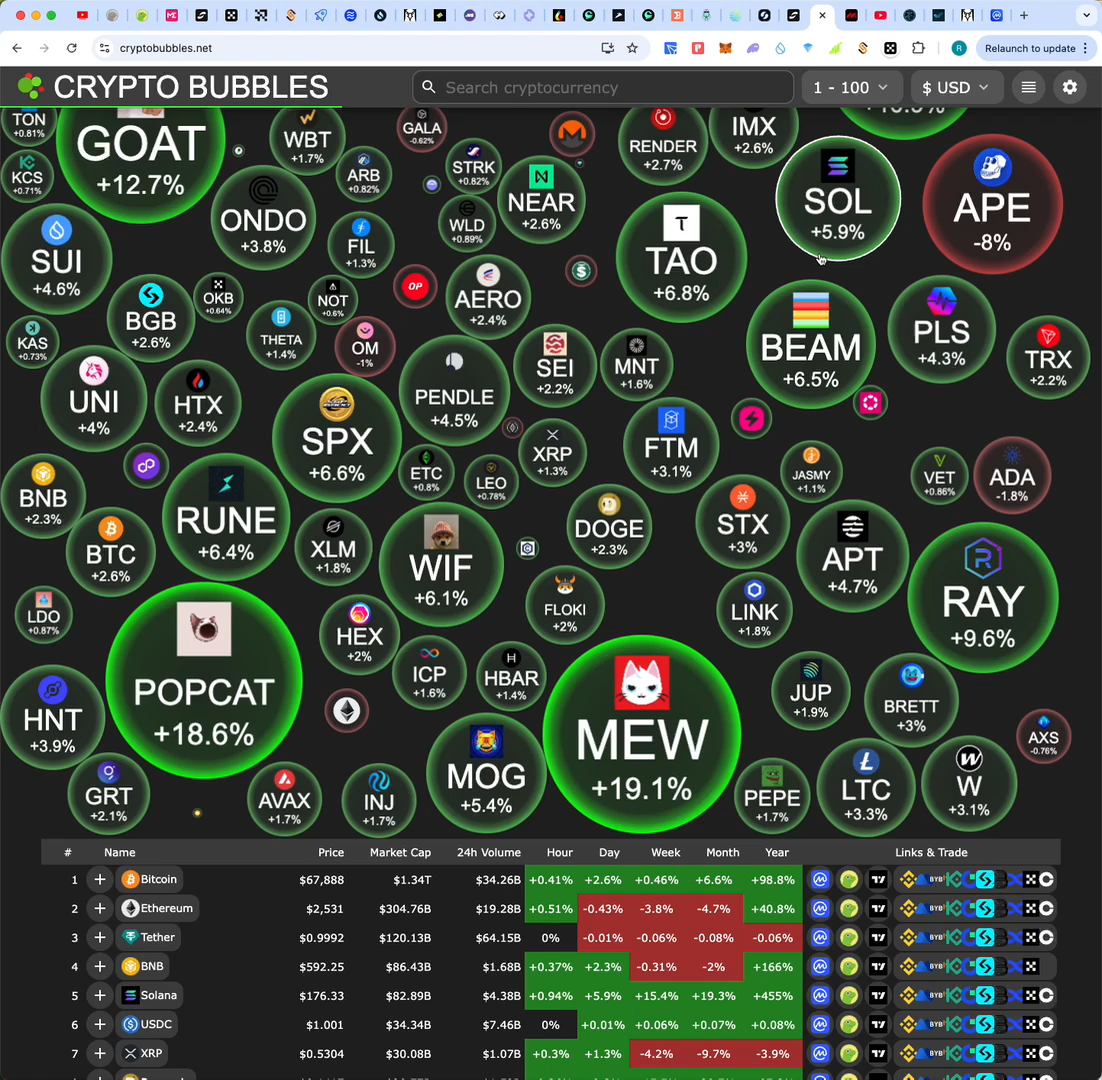 cryptobubbles.net
Relaunch to update
CRYPTO BUBBLES
Search cryptocurrency
1 - 100
$ USD
TON
+0.81%
GOAT
+12.7%
WBT
+1.7%
GALA
-0.62%
RENDER
+2.7%
IMX
+2.6%
KCS
+0.71%
ARB
+0.82%
STRK
+0.82%
NEAR
+2.6%
SOL
+5.9%
APE
-8%
ONDO
+3.8%
WLD
+0.89%
SUI
+4.6%
FIL
+1.3%
TAO
+6.8%
OKB
+0.64%
NOT
+0.6%
OP
AERO
+2.4%
BGB
+2.6%
KAS
+0.73%
THETA
+1.4%
OM
-1%
BEAM
+6.5%
PLS
+4.3%
TRX
+2.2%
SEI
+2.2%
MNT
+1.6%
UNI
+4%
HTX
+2.4%
PENDLE
+4.5%
SPX
+6.6%
FTM
+3.1%
XRP
+1.3%
ETC
+0.8%
LEO
+0.78%
JASMY
+1.1%
VET
+0.86%
ADA
-1.8%
BNB
+2.3%
RUNE
+6.4%
BTC
+2.6%
XLM
+1.8%
WIF
+6.1%
DOGE
+2.3%
STX
+3%
APT
+4.7%
RAY
+9.6%
LDO
+0.87%
HEX
+2%
FLOKI
+2%
LINK
+1.8%
POPCAT
+18.6%
ICP
+1.6%
HBAR
+1.4%
MEW
+19.1%
JUP
+1.9%
BRETT
+3%
HNT
+3.9%
AXS
-0.76%
MOG
+5.4%
GRT
+2.1%
AVAX
+1.7%
INJ
+1.7%
PEPE
+1.7%
LTC
+3.3%
W
+3.1%
# Name Price Market Cap 24h Volume Hour Day Week Month Year Links & Trade
1 Bitcoin $67,888 $1.34T $34.26B +0.41% +2.6% +0.46% +6.6% +98.8%
2 Ethereum $2,531 $304.76B $19.28B +0.51% -0.43% -3.8% -4.7% +40.8%
3 Tether $0.9992 $120.13B $64.15B 0% -0.01% -0.06% -0.08% -0.06%
4 BNB $592.25 $86.43B $1.68B +0.37% +2.3% -0.31% -2% +166%
5 Solana $176.33 $82.89B $4.38B +0.94% +5.9% +15.4% +19.3% +455%
6 USDC $1.001 $34.34B $7.46B 0% +0.01% +0.06% +0.07% +0.08%
7 XRP $0.5304 $30.08B $1.07B +0.3% +1.3% -4.2% -9.7% -3.9%